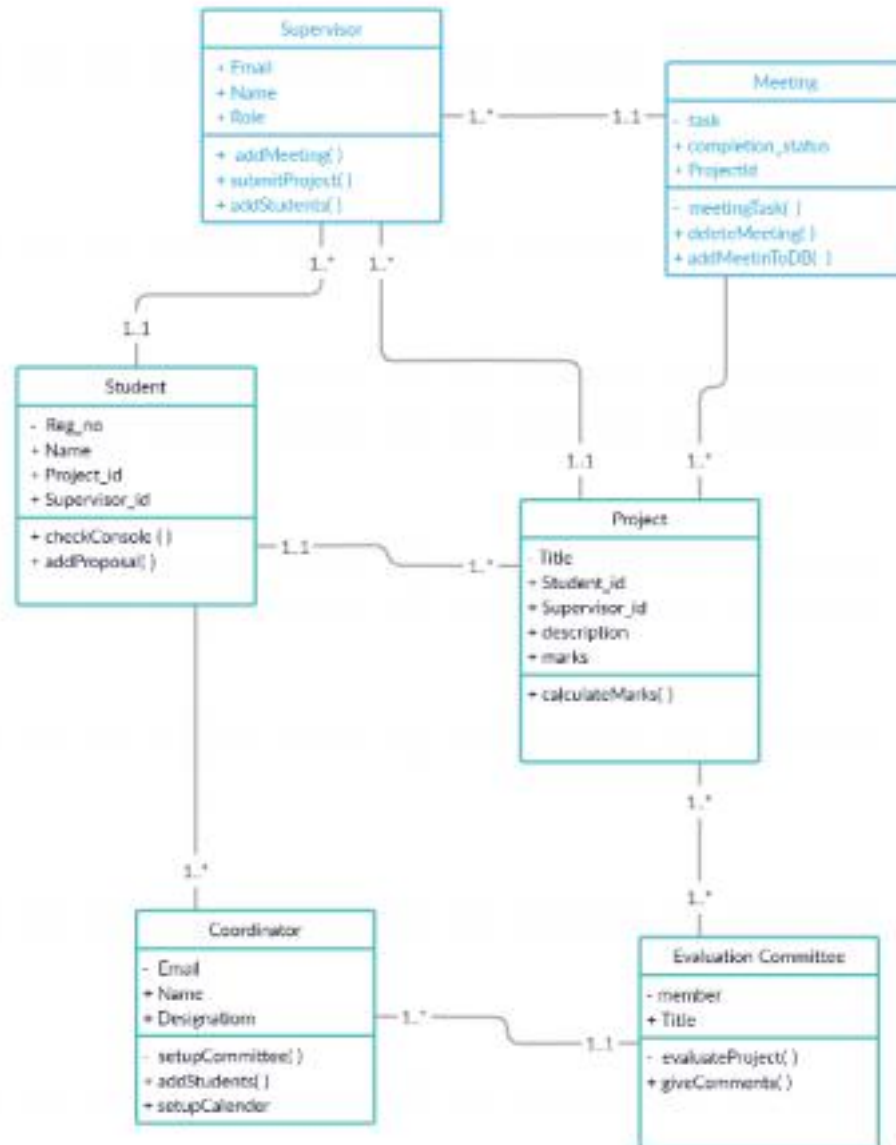 Supervisor
+ Email
+ Name
+ Role
+ addMeeting( )
+ submitProject( )
+ addStudents( )
Meeting
- task
+ completion_status
+ ProjectId
- meetingTask( )
+ deleteMeeting( )
+ addMeetinToDB( )
1..*
1..1
1..*
1..*
1..1
Student
- Reg_no
+ Name
+ Project_id
+ Supervisor_id
+ checkConsole ( )
+ addProposal( )
1..1
1..*
Project
- Title
+ Student_id
+ Supervisor_id
+ description
+ marks
+ calculateMarks( )
1..1
1..*
1..*
1..*
1..*
Coordinator
- Email
+ Name
+ Designationn
- setupCommittee( )
+ addStudents( )
+ setupCalender
Evaluation Committee
- member
+ Title
- evaluateProject( )
+ giveComments( )
1..*
1..1